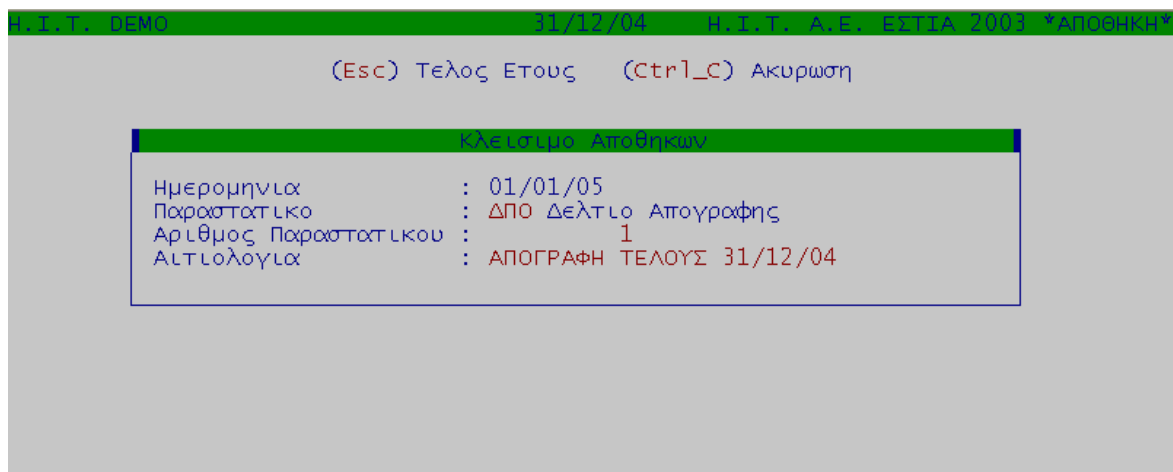 H.I.T. DEMO 31/12/04 H.I.T. A.E. ΕΣΤΙΑ 2003 *ΑΠΟΘΗΚΗ*
(Esc) Τελος Ετους (Ctrl_C) Ακυρωση
Κλεισιμο Αποθηκων
Ημερομηνια : 01/01/05
Παραστατικο : ΔΠΟ Δελτιο Απογραφης
Αριθμος Παραστατικου : 1
Αιτιολογια : ΑΠΟΓΡΑΦΗ ΤΕΛΟΥΣ 31/12/04